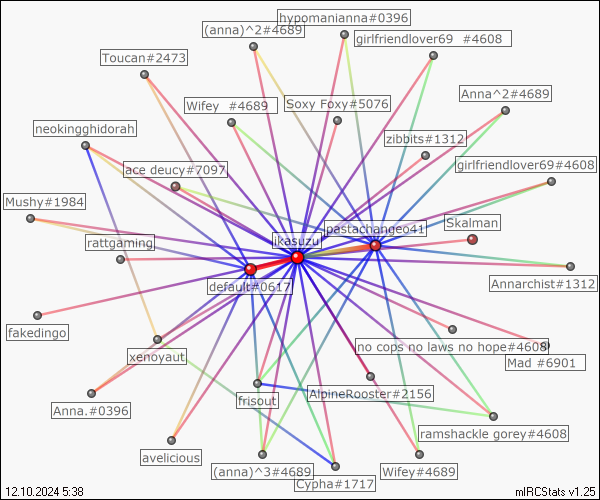 hypomanianna#0396
(anna)^2#4689
girlfriendlover69 #4608
Toucan#2473
Anna^2#4689
Wifey #4689
Soxy Foxy#5076
neokingghidorah
zibbits#1312
girlfriendlover69#4608
ace deucy#7097
Mushy#1984
Skalman
pastachangeo41
rattgaming
ikasuzu
Annarchist#1312
default#0617
fakedingo
no cops no laws no hope#4608
xenoyaut
Mad #6901
AlpineRooster#2156
frisout
Anna.#0396
ramshackle gorey#4608
avelicious
(anna)^3#4689
Wifey#4689
Cypha#1717
12.10.2024 5:38
mIRCStats v1.25